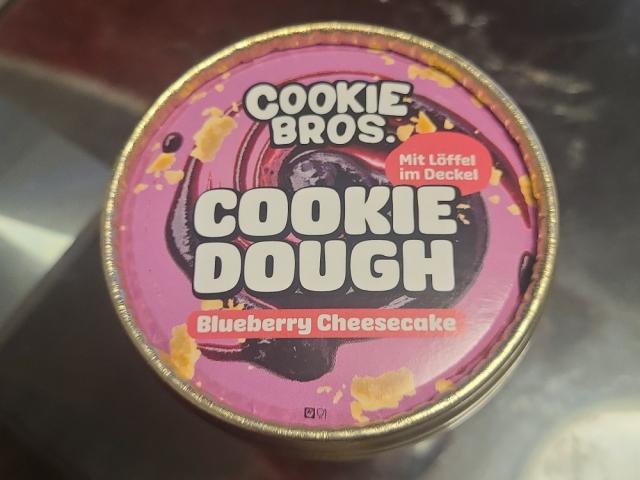 COOKIE
BROS.
Mit Löffel
im Deckel
COOKIE
DOUGH
Blueberry Cheesecake